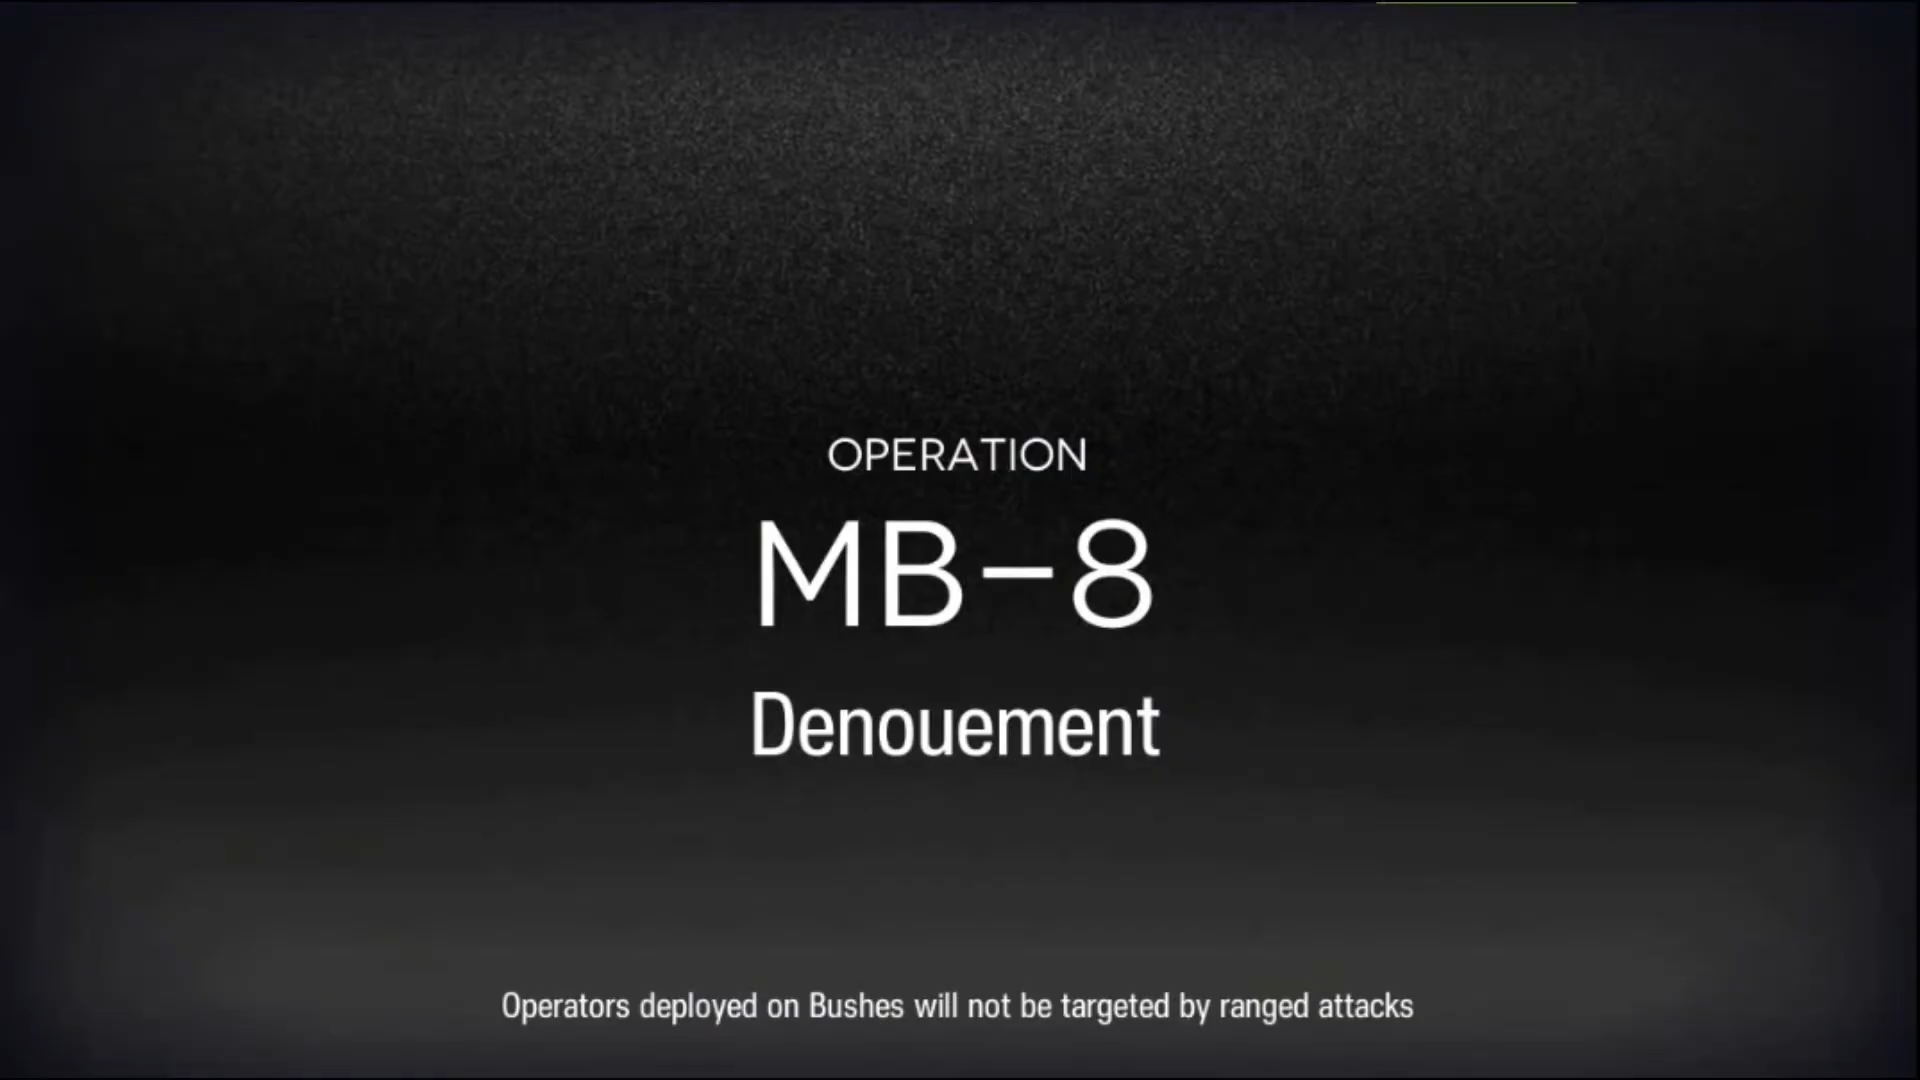 OPERATION
MB-8
Denouement
Operators deployed on Bushes will not be targeted by ranged attacks